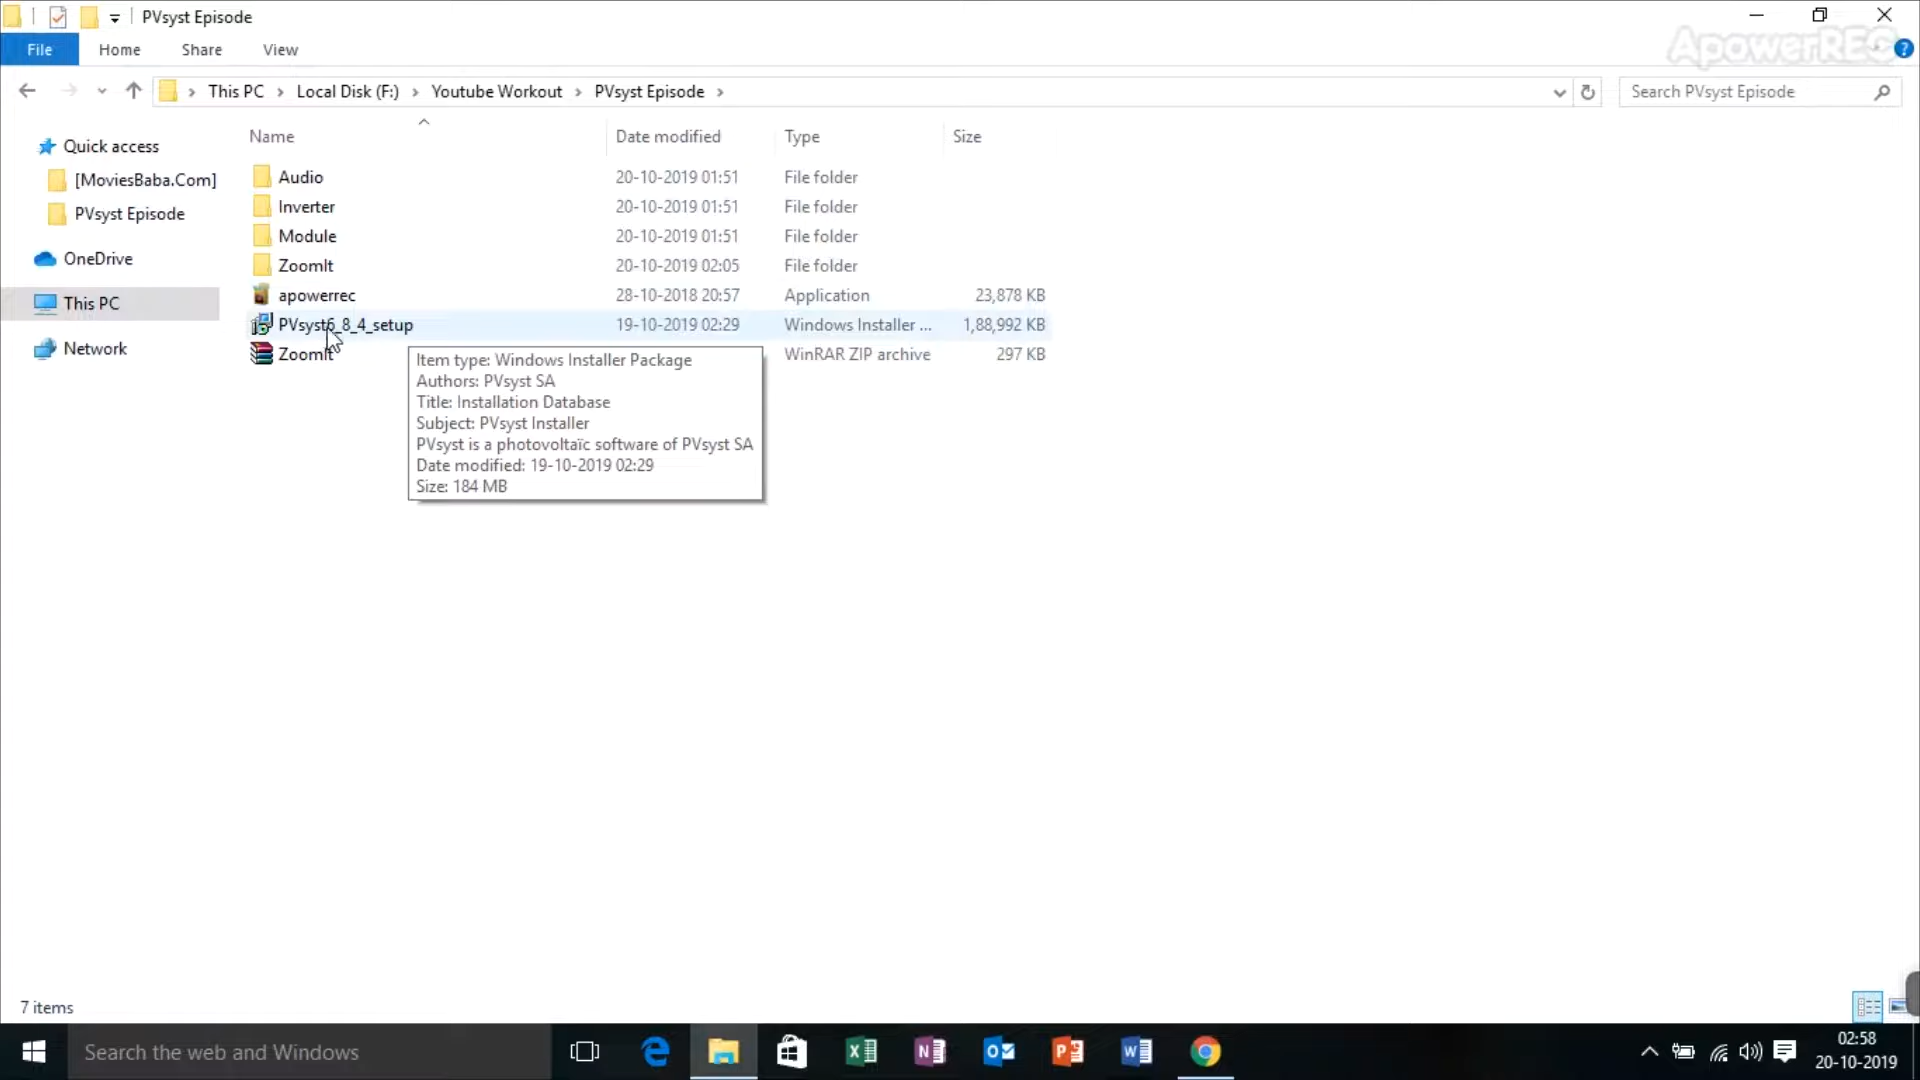 PVsyst Episode
ApowerREC
File Home Share View
This PC Local Disk (F:) Youtube Workout PVsyst Episode
Search PVsyst Episode
Name Date modified Type Size
Quick access
[MoviesBaba.Com]
PVsyst Episode
OneDrive
This PC
Network
Audio 20-10-2019 01:51 File folder
Inverter 20-10-2019 01:51 File folder
Module 20-10-2019 01:51 File folder
ZoomIt 20-10-2019 02:05 File folder
apowerrec 28-10-2018 20:57 Application 23,878 KB
PVsyst6_8_4_setup 19-10-2019 02:29 Windows Installer ... 1,88,992 KB
ZoomIt WinRAR ZIP archive 297 KB
Item type: Windows Installer Package
Authors: PVsyst SA
Title: Installation Database
Subject: PVsyst Installer
PVsyst is a photovoltaïc software of PVsyst SA
Date modified: 19-10-2019 02:29
Size: 184 MB
7 items
Search the web and Windows
02:58
20-10-2019